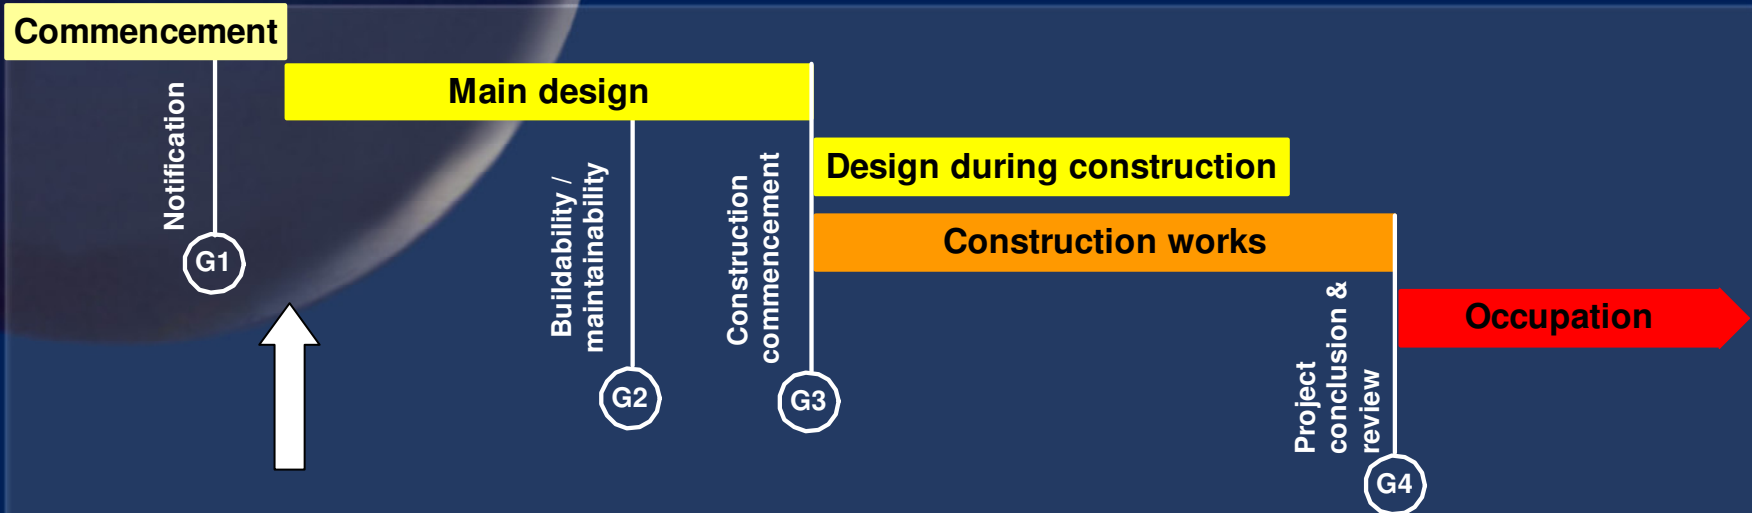 Commencement
Notification
G1
Main design
Buildability /
maintainability
G2
Construction
commencement
G3
Design during construction
Construction works
Project
conclusion &
review
G4
Occupation